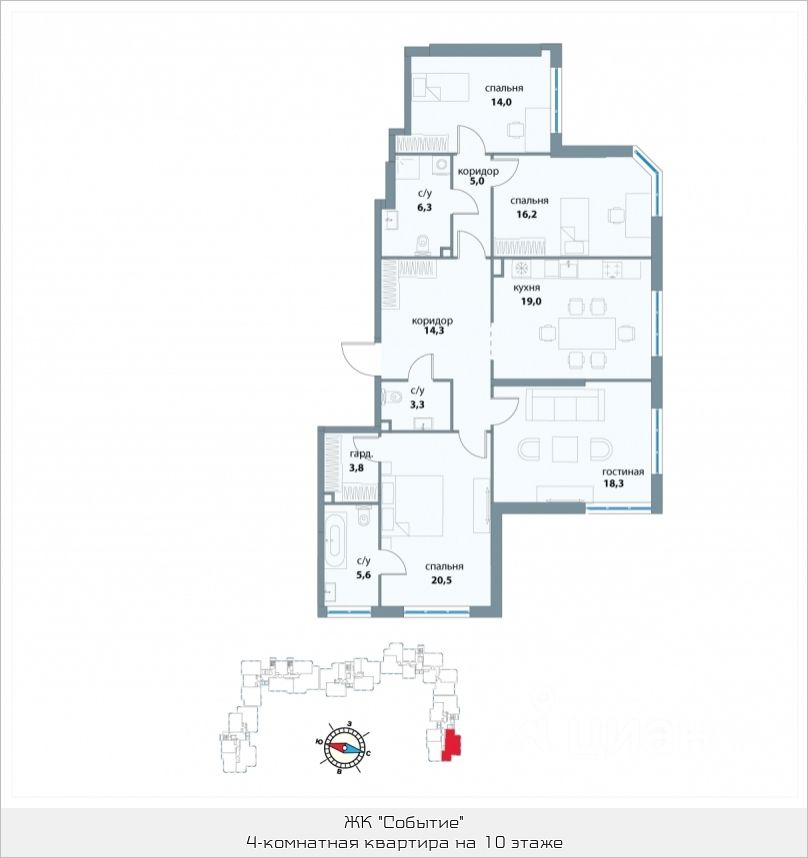 спальня
14,0
коридор
5,0
с/у
6,3
спальня
16,2
кухня
19,0
коридор
14,3
с/у
3,3
гард.
3,8
гостиная
18,3
с/у
5,6
спальня
20,5
З
Ю
С
В
циан
ЖК "Событие"
4-комнатная квартира на 10 этаже